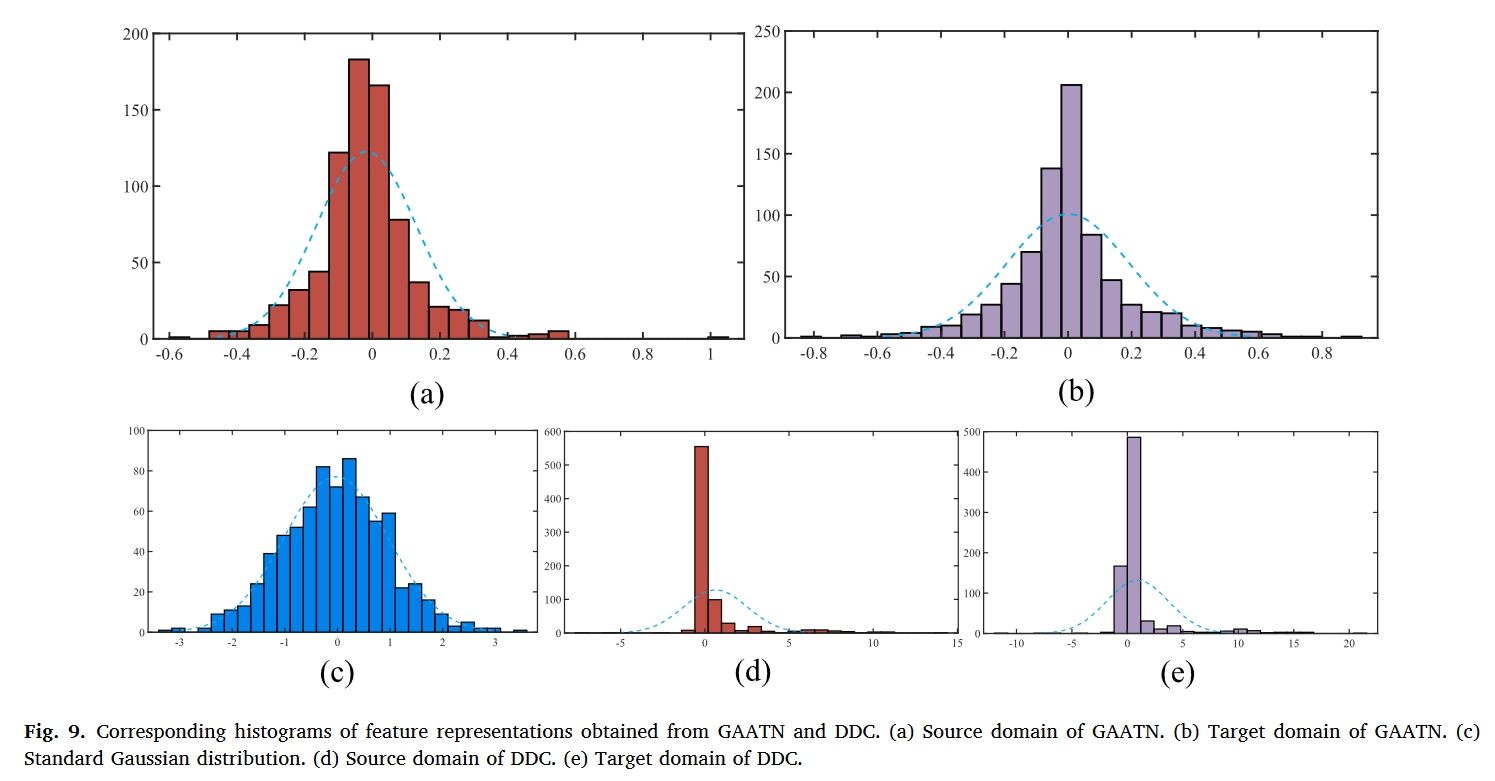 200
150
100
50
0
-0.6 -0.4 -0.2 0 0.2 0.4 0.6 0.8 1
(a)
250
200
150
100
50
0
-0.8 -0.6 -0.4 -0.2 0 0.2 0.4 0.6 0.8
(b)
100
80
60
40
20
0
-3 -2 -1 0 1 2 3
(c)
600
500
400
300
200
100
0
-5 0 5 10 15
(d)
500
400
300
200
100
0
-10 -5 0 5 10 15 20
(e)
Fig. 9. Corresponding histograms of feature representations obtained from GAATN and DDC. (a) Source domain of GAATN. (b) Target domain of GAATN. (c)
Standard Gaussian distribution. (d) Source domain of DDC. (e) Target domain of DDC.